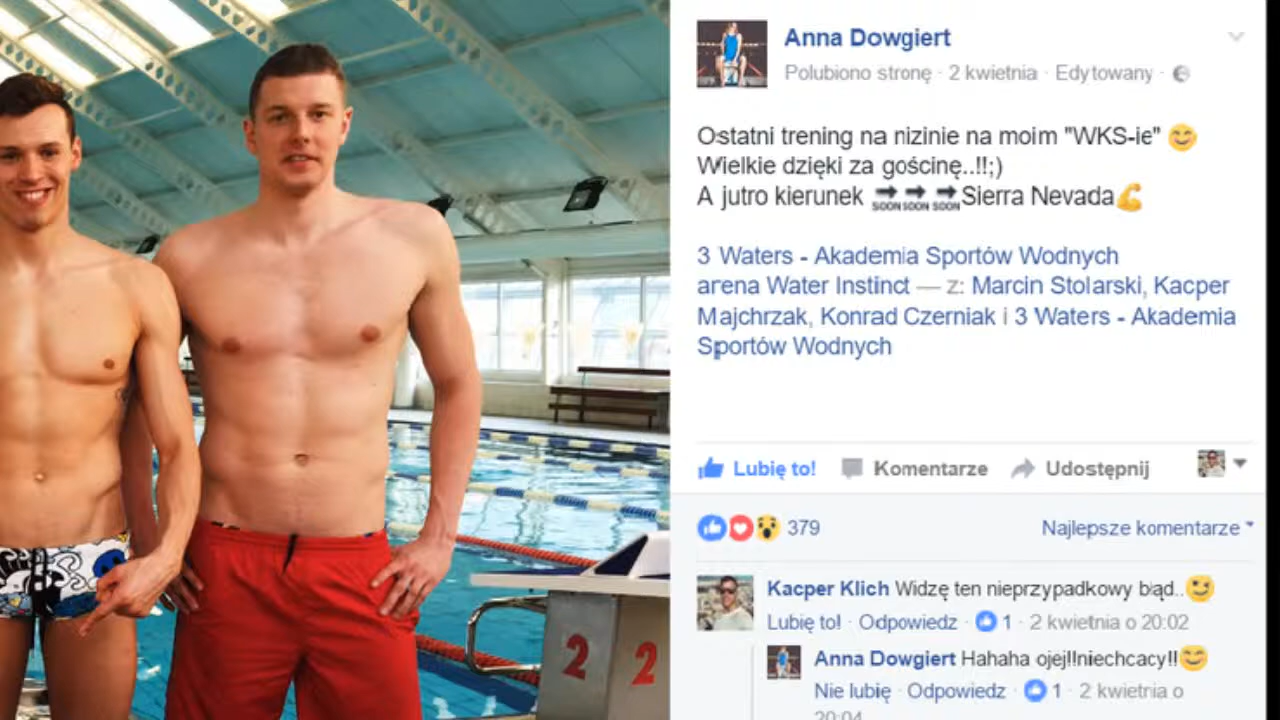 Anna Dowgiert
Polubiono stronę · 2 kwietnia · Edytowany ·
Ostatni trening na nizinie na moim "WKS-ie" 😊
Wielkie dzięki za gościnę..!!;)
A jutro kierunek 🔜🔜🔜Sierra Nevada💪
3 Waters - Akademia Sportów Wodnych
arena Water Instinct — z: Marcin Stolarski, Kacper
Majchrzak, Konrad Czerniak i 3 Waters - Akademia
Sportów Wodnych
Lubię to! Komentarze Udostępnij
379 Najlepsze komentarze
Kacper Klich Widzę ten nieprzypadkowy błąd..😉
Lubię to! · Odpowiedz · 1 · 2 kwietnia o 20:02
Anna Dowgiert Hahaha ojej!!niechcacy!!😊
Nie lubię · Odpowiedz · 1 · 2 kwietnia o
20:04
2 2